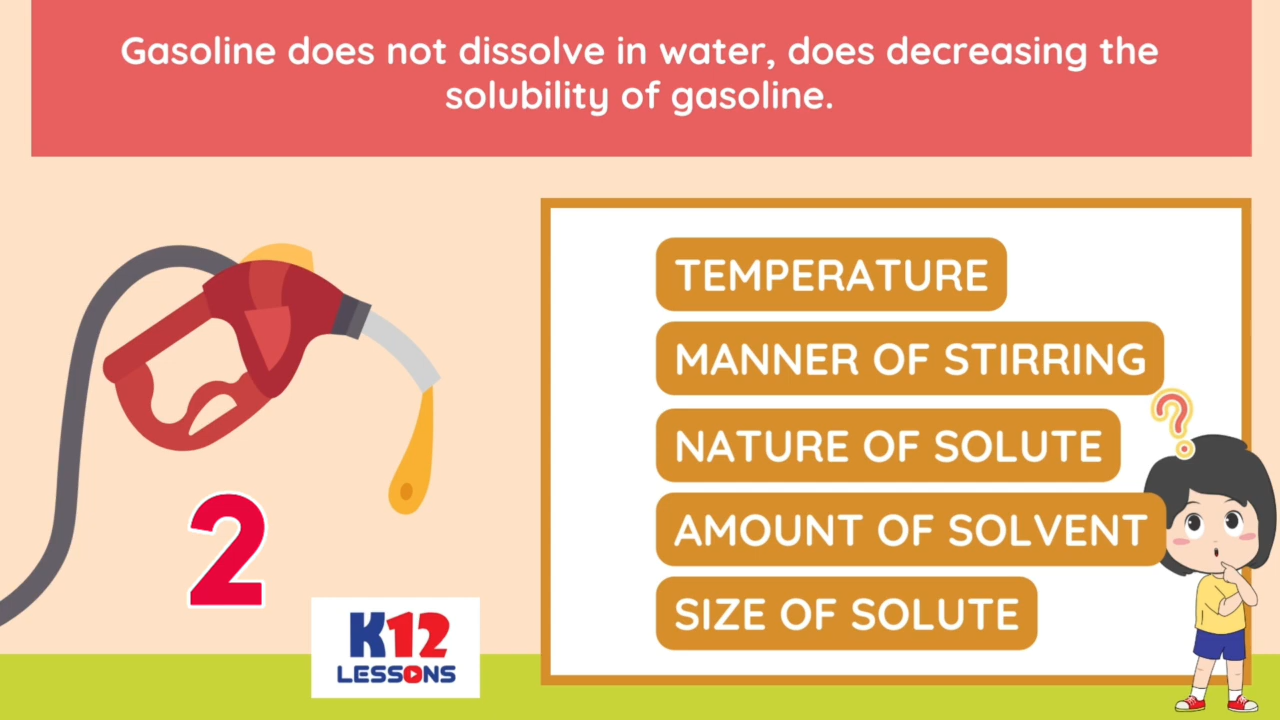 Gasoline does not dissolve in water, does decreasing the
solubility of gasoline.
TEMPERATURE
MANNER OF STIRRING
NATURE OF SOLUTE
AMOUNT OF SOLVENT
SIZE OF SOLUTE
?
2
K12
LESSONS